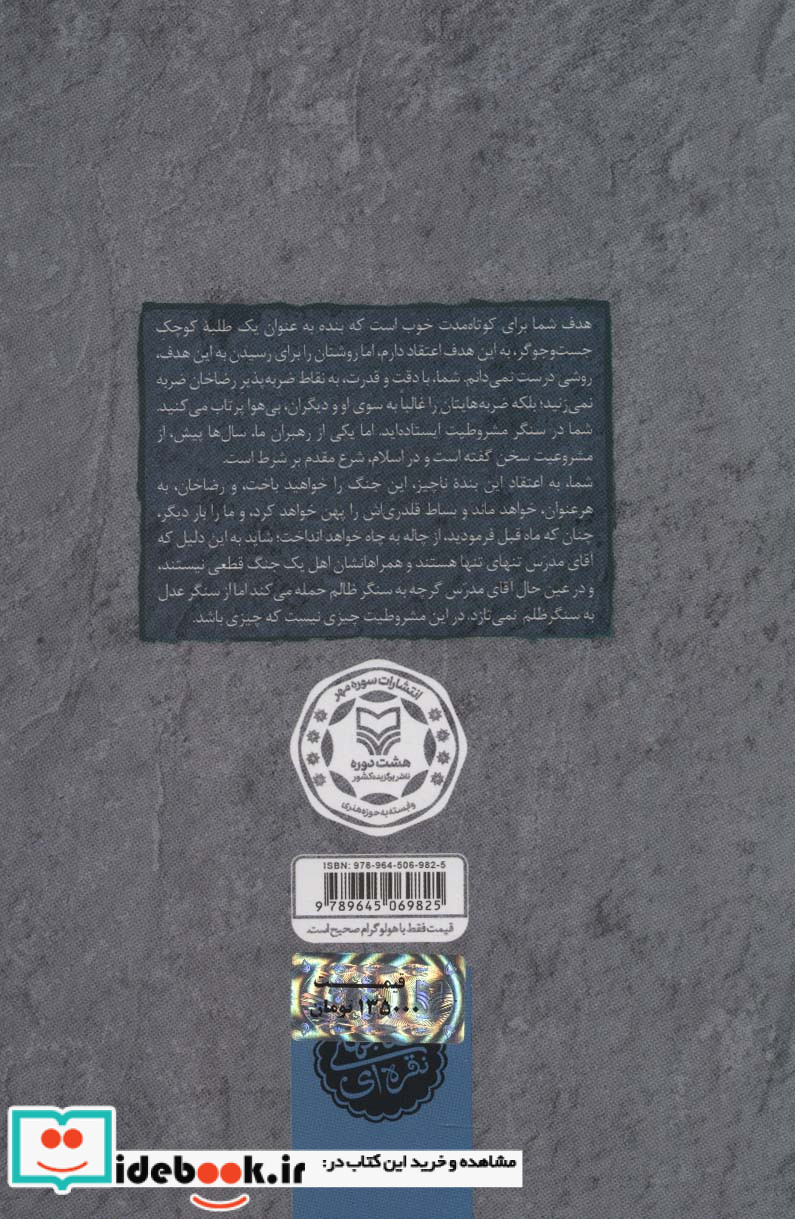 هدف شما برای کوتاه‌مدت خوب است که بنده به عنوان یک طلبهٔ کوچک
جست‌وجوگر، به این هدف اعتقاد دارم، اما روشتان را برای رسیدن به این هدف،
روشی درست نمی‌دانم. شما، با دقت و قدرت، به نقاط ضربه‌پذیر رضاخان ضربه
نمی‌زنید؛ بلکه ضربه‌هایتان را غالبا به سوی او و دیگران، بی‌هوا پرتاب می‌کنید.
شما در سنگر مشروطیت ایستاده‌اید. اما یکی از رهبران ما، سال‌ها پیش، از
مشروعیت سخن گفته است و در اسلام، شرع مقدم بر شرط است.
شما، به اعتقاد این بندهٔ ناچیز، این جنگ را خواهید باخت، و رضاخان، به
هرعنوان، خواهد ماند و بساط قلدری‌اش را پهن خواهد کرد، و ما را بار دیگر،
چنان که ماه قبل فرمودید، از چاله به چاه خواهد انداخت؛ شاید به این دلیل که
آقای مدرّس تنهای تنها هستند و همراهانشان اهل یک جنگ قطعی نیستند،
و در عین حال آقای مدرّس گرچه به سنگر ظالم حمله می‌کند اما از سنگر عدل
به سنگر ظلم نمی‌تازد. در این مشروطیت چیزی نیست که چیزی باشد.
انتشارات سوره مهر
هشت دوره
ناشر برگزیده کشور
وابسته به حوزه هنری
ISBN: 978-964-506-982-5
9 789645 069825
قیمت فقط با هولوگرام صحیح است.
قیمت
۱۳۵۰۰۰ تومان
نقره‌ای
مشاهده و خرید این کتاب در:
idebook.ir